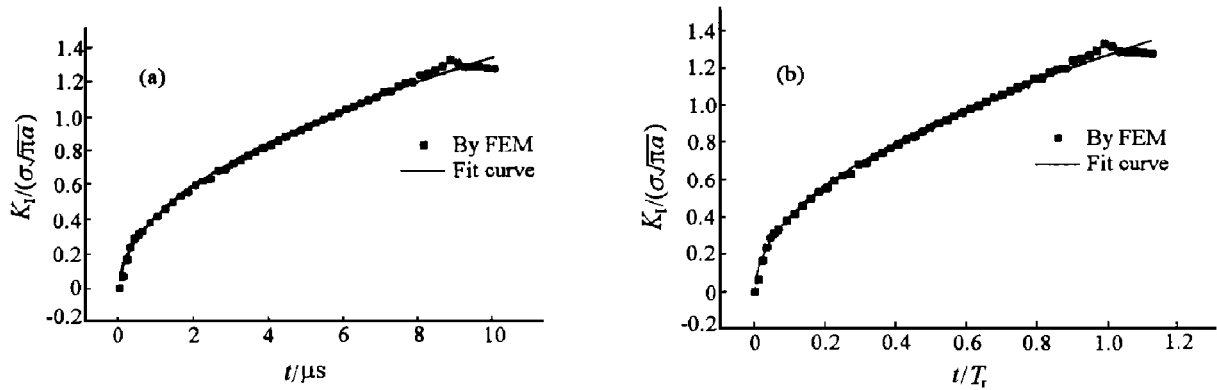 (a)
K_I/(σ√πa)
1.4
1.2
1.0
0.8
0.6
0.4
0.2
0
-0.2
By FEM
Fit curve
0 2 4 6 8 10
t/μs
(b)
K_I/(σ√πa)
1.4
1.2
1.0
0.8
0.6
0.4
0.2
0
-0.2
By FEM
Fit curve
0 0.2 0.4 0.6 0.8 1.0 1.2
t/T_r